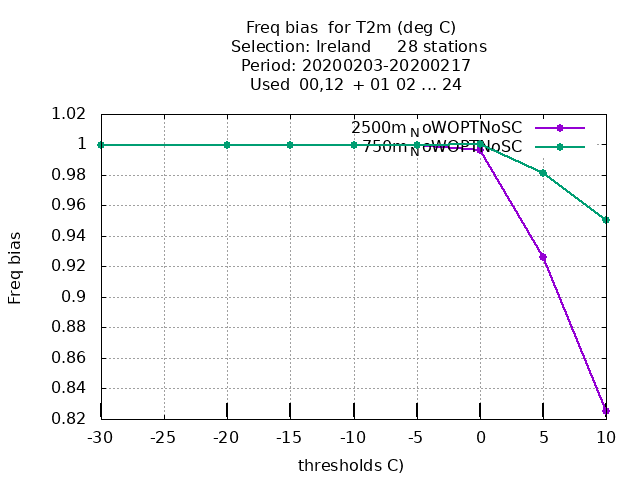 Freq bias  for T2m (deg C)
Selection: Ireland     28 stations
Period: 20200203-20200217
Used  00,12  + 01 02 ... 24
1.02
1
0.98
0.96
0.94
0.92
0.9
0.88
0.86
0.84
0.82
Freq bias
2500m_NoWOPTNoSC
750m_NoWOPTNoSC
-30 -25 -20 -15 -10 -5 0 5 10
thresholds C)